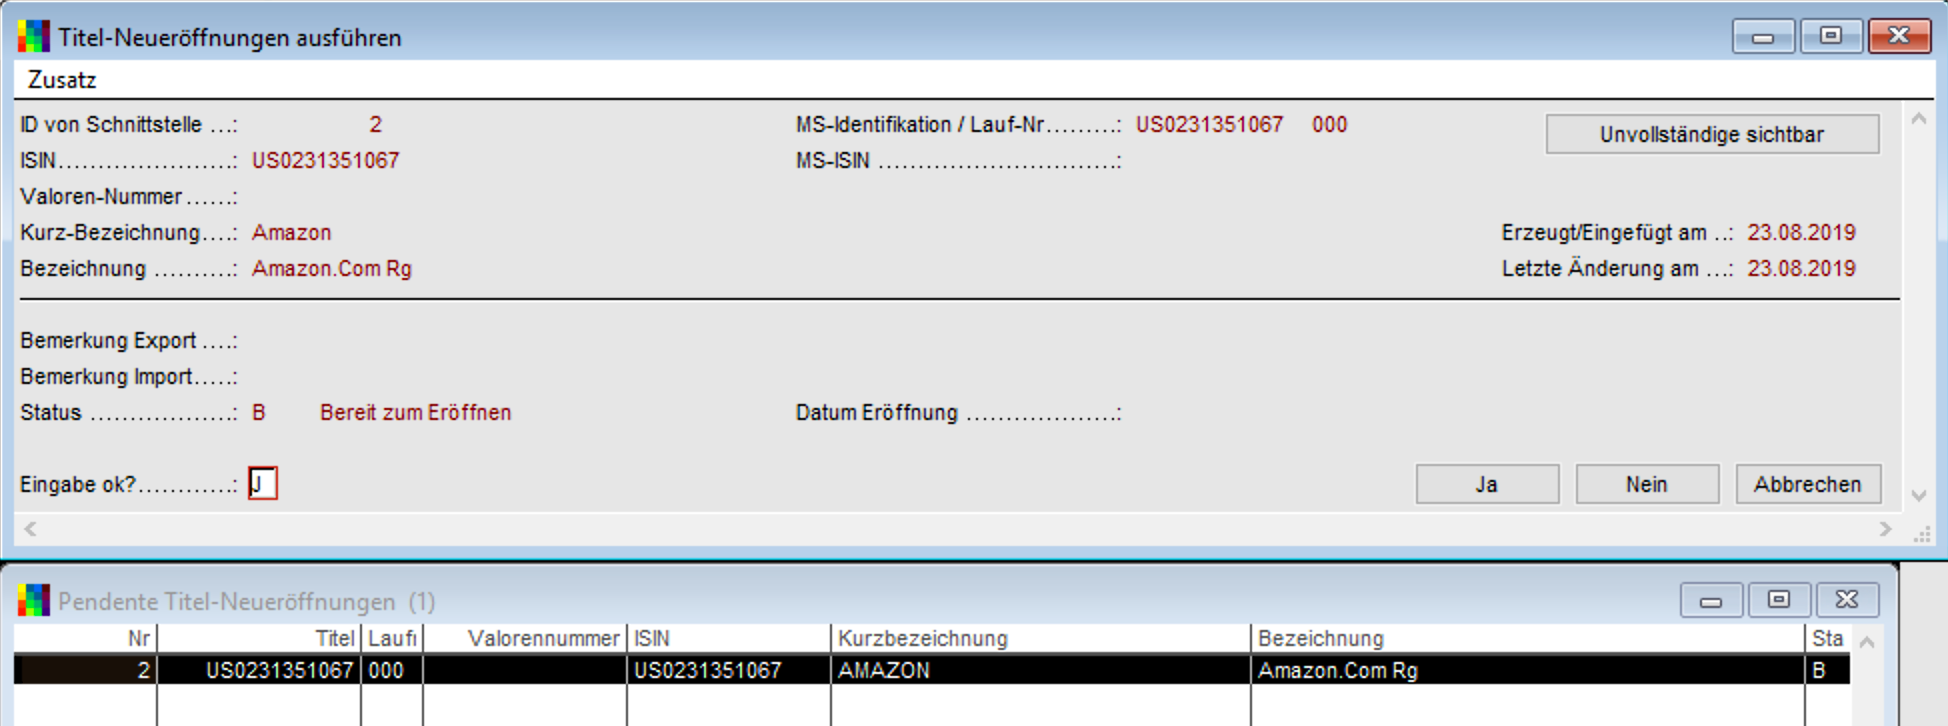 Titel-Neueröffnungen ausführen
Zusatz
ID von Schnittstelle ...: 2 MS-Identifikation / Lauf-Nr.........: US0231351067 000 Unvollständige sichtbar
ISIN......................: US0231351067 MS-ISIN ...........................:
Valoren-Nummer ......:
Kurz-Bezeichnung....: Amazon Erzeugt/Eingefügt am ..: 23.08.2019
Bezeichnung ..........: Amazon.Com Rg Letzte Änderung am ...: 23.08.2019
Bemerkung Export ....:
Bemerkung Import.....:
Status ..................: B Bereit zum Eröffnen Datum Eröffnung ...................:
Eingabe ok?............: J Ja Nein Abbrechen
Pendente Titel-Neueröffnungen (1)
Nr Titel Laufı Valorennummer ISIN Kurzbezeichnung Bezeichnung Sta
2 US0231351067 000 US0231351067 AMAZON Amazon.Com Rg B